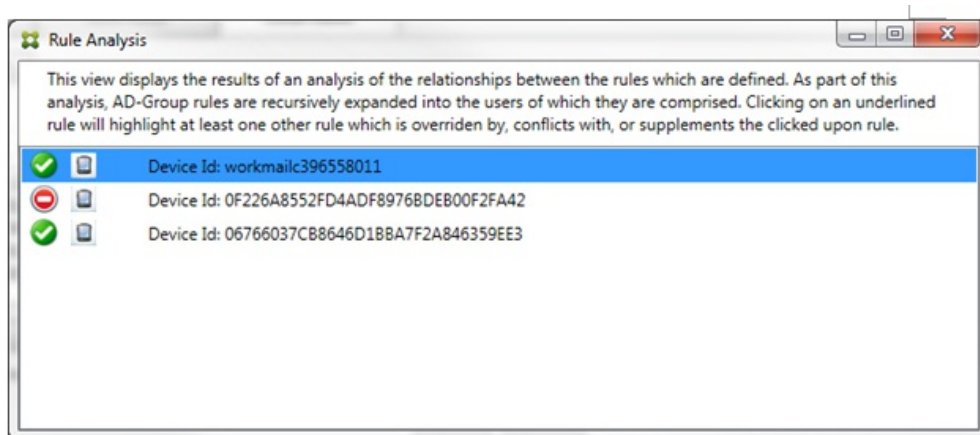 Rule Analysis
This view displays the results of an analysis of the relationships between the rules which are defined. As part of this
analysis, AD-Group rules are recursively expanded into the users of which they are comprised. Clicking on an underlined
rule will highlight at least one other rule which is overriden by, conflicts with, or supplements the clicked upon rule.
Device Id: workmailc396558011
Device Id: 0F226A8552FD4ADF8976BDEB00F2FA42
Device Id: 06766037CB8646D1BBA7F2A846359EE3